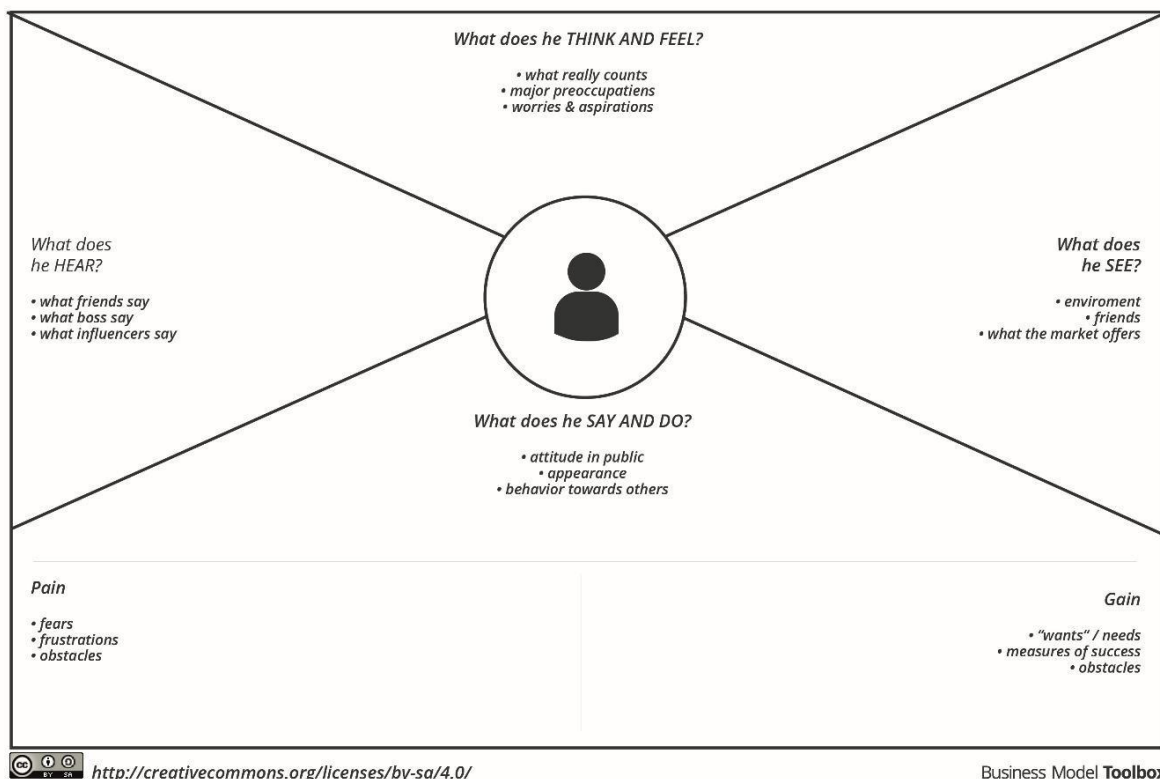 What does he THINK AND FEEL?
• what really counts
• major preoccupatiens
• worries & aspirations
What does
he HEAR?
• what friends say
• what boss say
• what influencers say
What does
he SEE?
• enviroment
• friends
• what the market offers
What does he SAY AND DO?
• attitude in public
• appearance
• behavior towards others
Pain
• fears
• frustrations
• obstacles
Gain
• “wants” / needs
• measures of success
• obstacles
cc BY SA
http://creativecommons.org/licenses/by-sa/4.0/
Business Model Toolbox